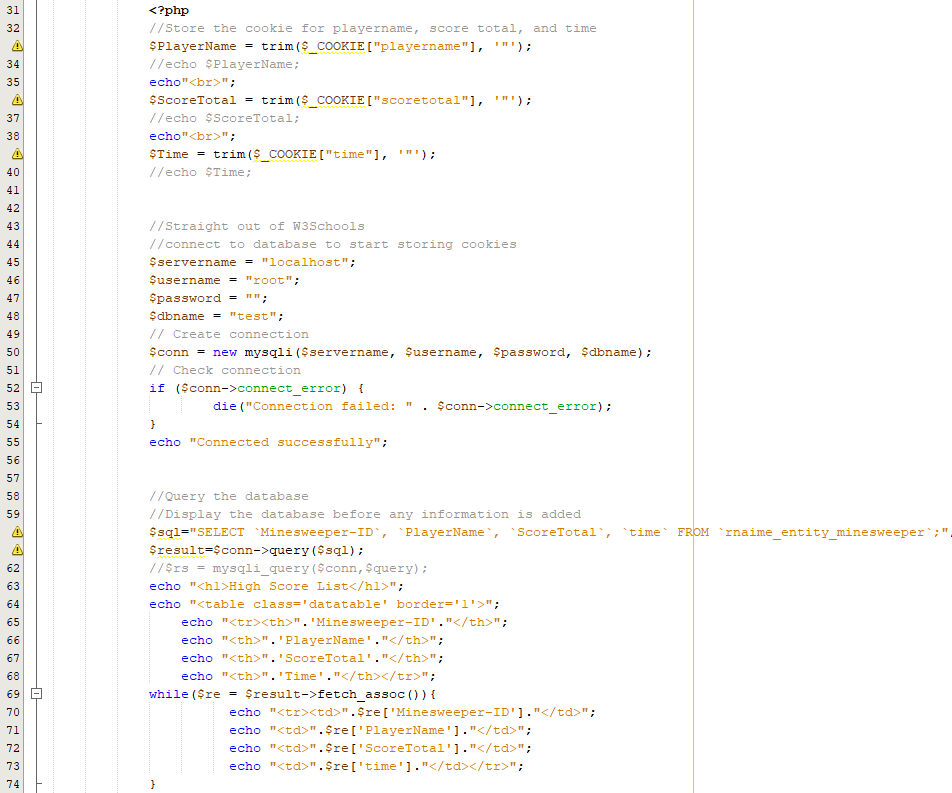 31 <?php
32 //Store the cookie for playername, score total, and time
$PlayerName = trim($_COOKIE["playername"], '"');
34 //echo $PlayerName;
35 echo"<br>";
$ScoreTotal = trim($_COOKIE["scoretotal"], '"');
37 //echo $ScoreTotal;
38 echo"<br>";
$Time = trim($_COOKIE["time"], '"');
40 //echo $Time;
41
42
43 //Straight out of W3Schools
44 //connect to database to start storing cookies
45 $servername = "localhost";
46 $username = "root";
47 $password = "";
48 $dbname = "test";
49 // Create connection
50 $conn = new mysqli($servername, $username, $password, $dbname);
51 // Check connection
52 if ($conn->connect_error) {
53 die("Connection failed: " . $conn->connect_error);
54 }
55 echo "Connected successfully";
56
57
58 //Query the database
59 //Display the database before any information is added
$sql="SELECT `Minesweeper-ID`, `PlayerName`, `ScoreTotal`, `time` FROM `rnaime_entity_minesweeper`;"
$result=$conn->query($sql);
62 //$rs = mysqli_query($conn,$query);
63 echo "<h1>High Score List</h1>";
64 echo "<table class='datatable' border='1'>";
65 echo "<tr><th>".'Minesweeper-ID'."</th>";
66 echo "<th>".'PlayerName'."</th>";
67 echo "<th>".'ScoreTotal'."</th>";
68 echo "<th>".'Time'."</th></tr>";
69 while($re = $result->fetch_assoc()){
70 echo "<tr><td>".$re['Minesweeper-ID']."</td>";
71 echo "<td>".$re['PlayerName']."</td>";
72 echo "<td>".$re['ScoreTotal']."</td>";
73 echo "<td>".$re['time']."</td></tr>";
74 }